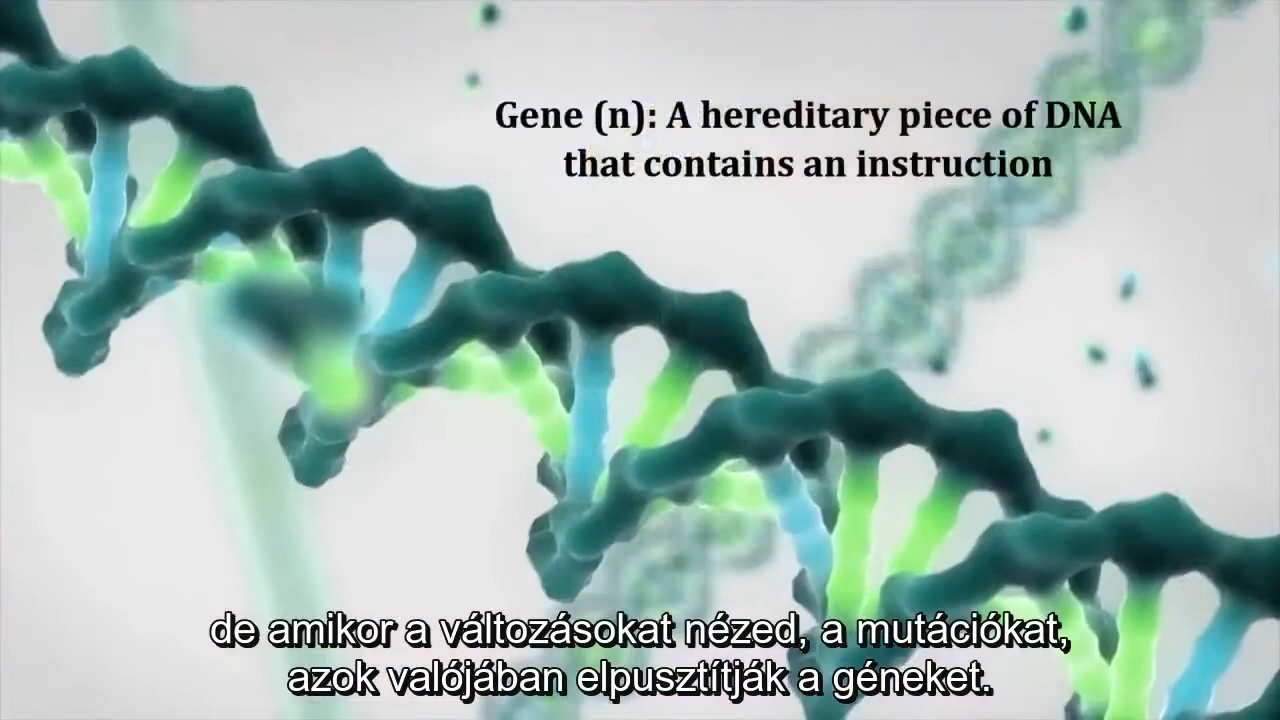 Gene (n): A hereditary piece of DNA
that contains an instruction
de amikor a változásokat nézed, a mutációkat,
azok valójában elpusztítják a géneket.